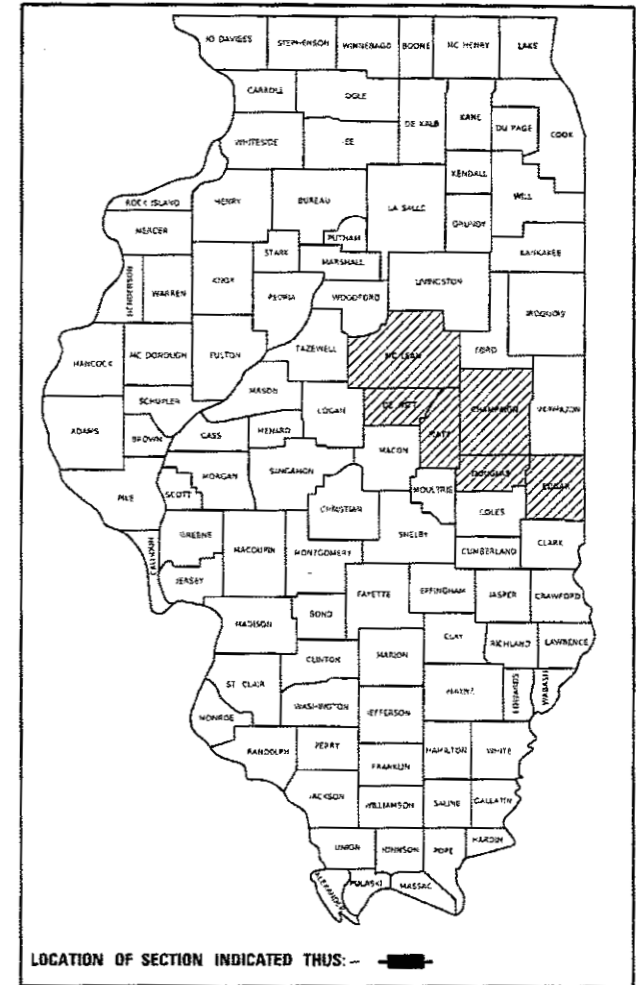 JO DAVIESS STEPHENSON WINNEBAGO BOONE MC HENRY LAKE
CARROLL OGLE
DE KALB KANE DU PAGE COOK
WHITESIDE EE
KENDALL
ROCK ISLAND HENRY BUREAU LA SALLE WILL
MERCER GRUNDY
PUTNAM
STARK MARSHALL KANKAKEE
HENDERSON WARREN KNOX PEORIA WOODFORD LIVINGSTON IROQUOIS
HANCOCK MC DONOUGH FULTON TAZEWELL MC LEAN FORD
MASON
SCHUYLER LOGAN DE WITT CHAMPAIGN VERMILION
ADAMS BROWN CASS MENARD PIATT
MACON
SANGAMON
PIKE SCOTT MORGAN MOULTRIE DOUGLAS EDGAR
CHRISTIAN COLES
GREENE MACOUPIN MONTGOMERY SHELBY CLARK
CALHOUN CUMBERLAND
JERSEY FAYETTE EFFINGHAM JASPER CRAWFORD
MADISON BOND
CLAY RICHLAND LAWRENCE
CLINTON MARION
ST CLAIR WAYNE EDWARDS WABASH
WASHINGTON JEFFERSON
MONROE
RANDOLPH PERRY HAMILTON WHITE
FRANKLIN
JACKSON WILLIAMSON SALINE GALLATIN
UNION JOHNSON POPE HARDIN
ALEXANDER PULASKI MASSAC
LOCATION OF SECTION INDICATED THUS:-